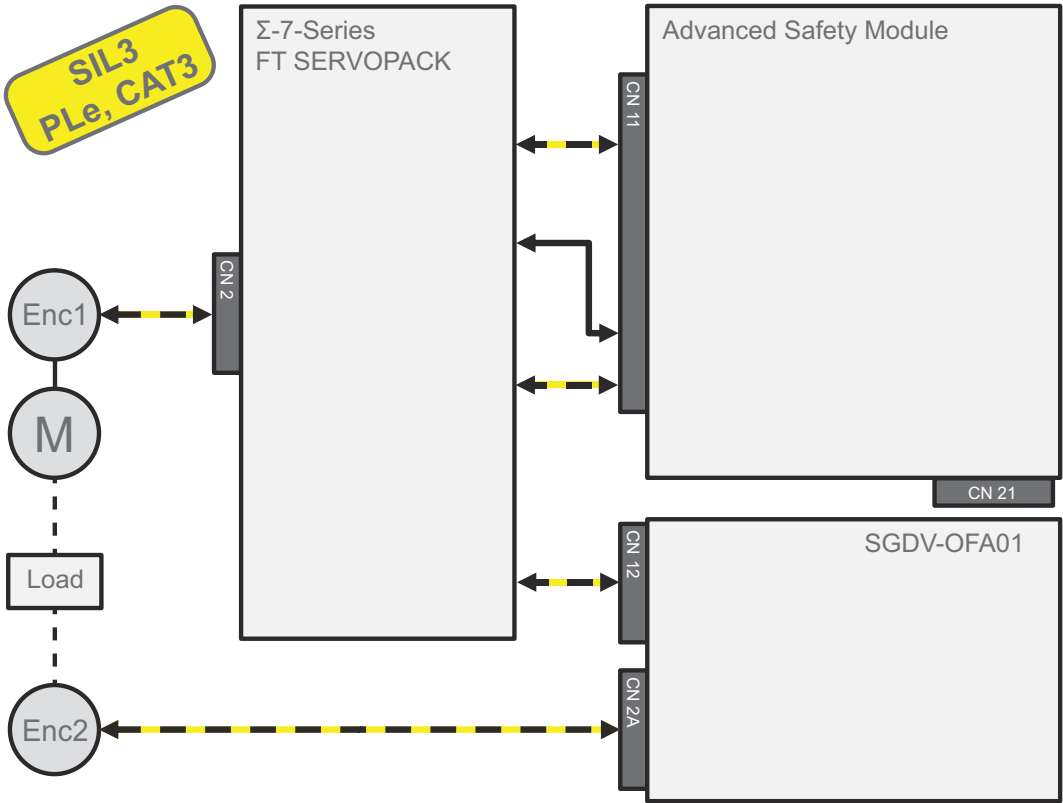 SIL3
PLe, CAT3
Σ-7-Series
FT SERVOPACK
Advanced Safety Module
CN 11
CN 2
Enc1
M
CN 21
CN 12
SGDV-OFA01
Load
CN 2A
Enc2